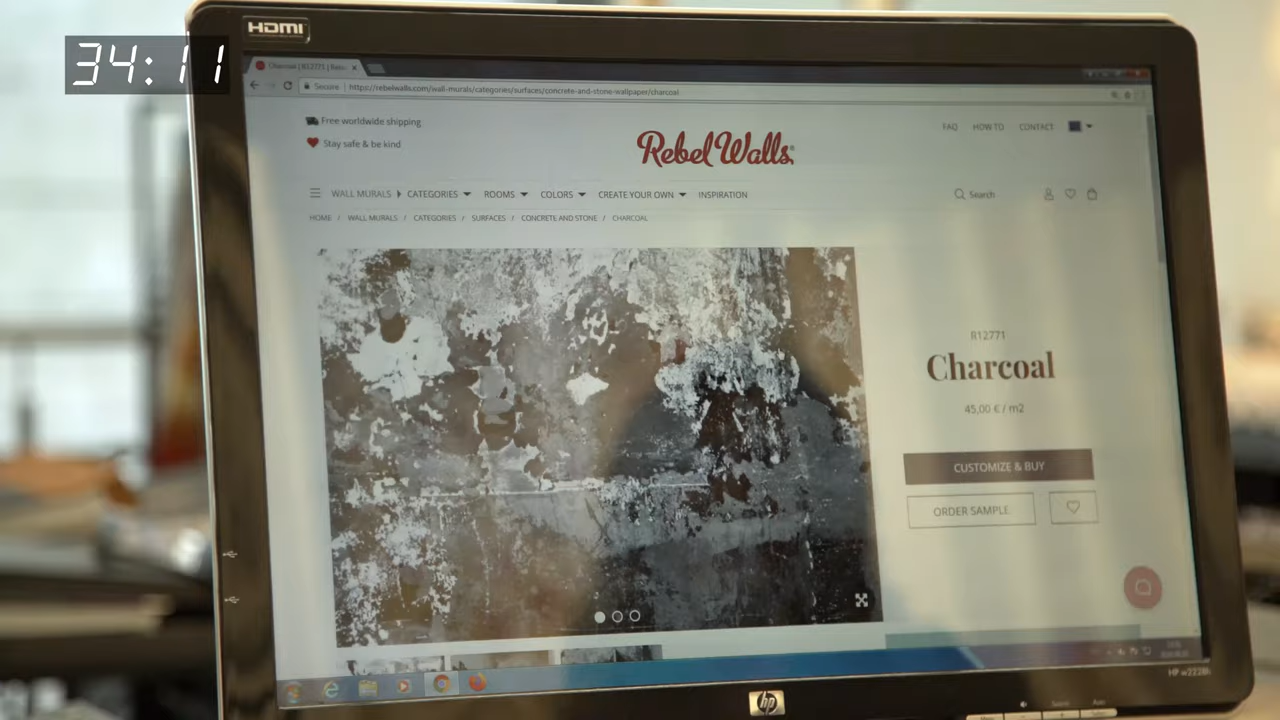 34:11
HDMI
Charcoal | R12771 | Rebel
Secure | https://rebelwalls.com/wall-murals/categories/surfaces/concrete-and-stone-wallpaper/charcoal
Free worldwide shipping
Stay safe & be kind
Rebel Walls
FAQ HOW TO CONTACT
WALL MURALS CATEGORIES ROOMS COLORS CREATE YOUR OWN INSPIRATION
Search
HOME / WALL MURALS / CATEGORIES / SURFACES / CONCRETE AND STONE / CHARCOAL
R12771
Charcoal
45,00 € / m2
CUSTOMIZE & BUY
ORDER SAMPLE
hp